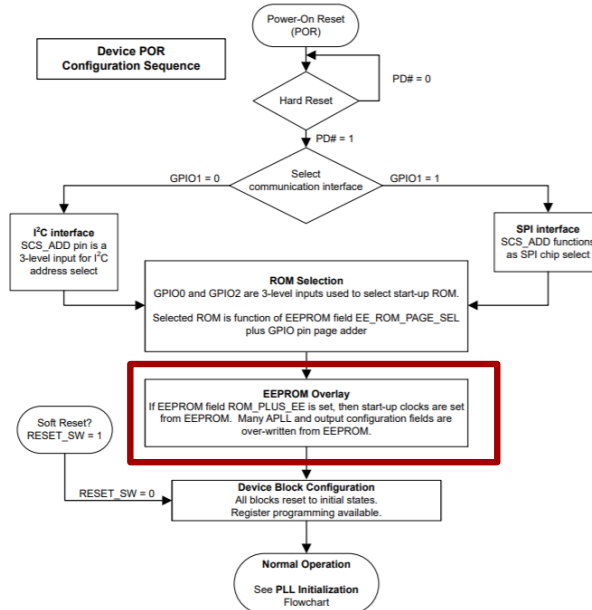 Power-On Reset
(POR)
Device POR
Configuration Sequence
PD# = 0
Hard Reset
PD# = 1
Select
communication interface
GPIO1 = 0
GPIO1 = 1
I²C interface
SCS_ADD pin is a
3-level input for I²C
address select
SPI interface
SCS_ADD functions
as SPI chip select
ROM Selection
GPIO0 and GPIO2 are 3-level inputs used to select start-up ROM.
Selected ROM is function of EEPROM field EE_ROM_PAGE_SEL
plus GPIO pin page adder
EEPROM Overlay
If EEPROM field ROM_PLUS_EE is set, then start-up clocks are set
from EEPROM. Many APLL and output configuration fields are
over-written from EEPROM.
Soft Reset?
RESET_SW = 1
RESET_SW = 0
Device Block Configuration
All blocks reset to initial states.
Register programming available.
Normal Operation
See PLL Initialization
Flowchart